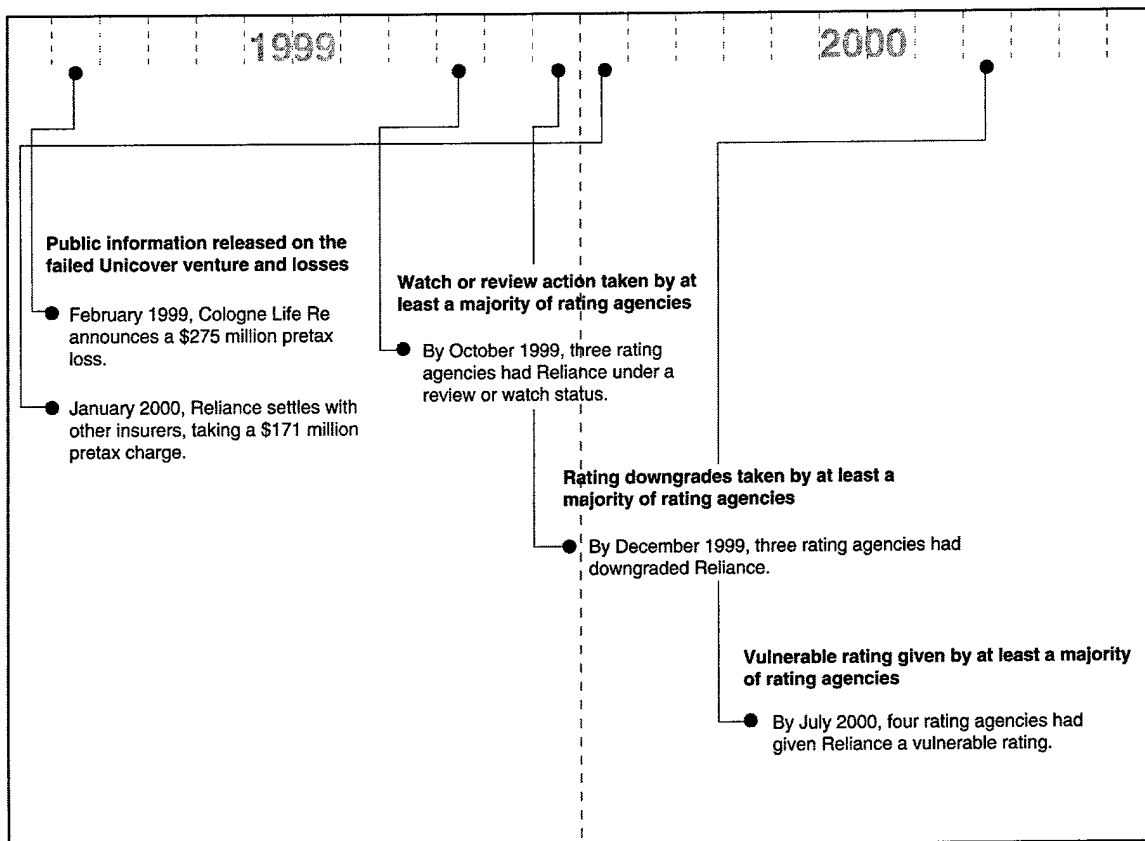 1999
2000
Public information released on the
failed Unicover venture and losses
February 1999, Cologne Life Re
announces a $275 million pretax
loss.
January 2000, Reliance settles with
other insurers, taking a $171 million
pretax charge.
Watch or review action taken by at
least a majority of rating agencies
By October 1999, three rating
agencies had Reliance under a
review or watch status.
Rating downgrades taken by at least a
majority of rating agencies
By December 1999, three rating agencies had
downgraded Reliance.
Vulnerable rating given by at least a majority
of rating agencies
By July 2000, four rating agencies had
given Reliance a vulnerable rating.